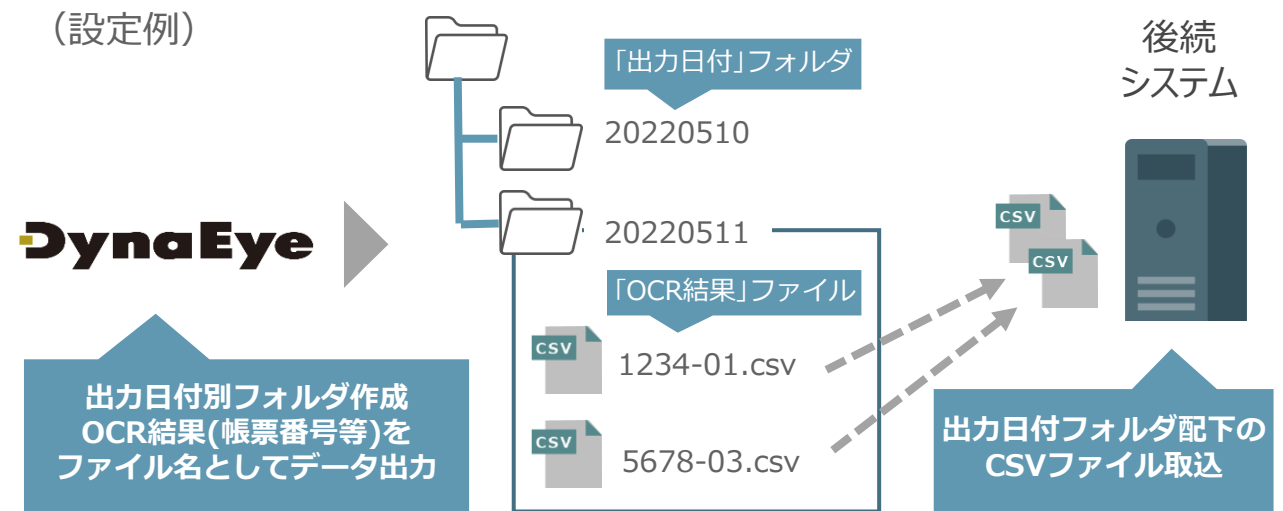 （設定例）
「出力日付」フォルダ
20220510
20220511
「OCR結果」ファイル
CSV
1234-01.csv
CSV
5678-03.csv
DynaEye
出力日付別フォルダ作成
OCR結果(帳票番号等)を
ファイル名としてデータ出力
後続
システム
CSV
CSV
出力日付フォルダ配下の
CSVファイル取込